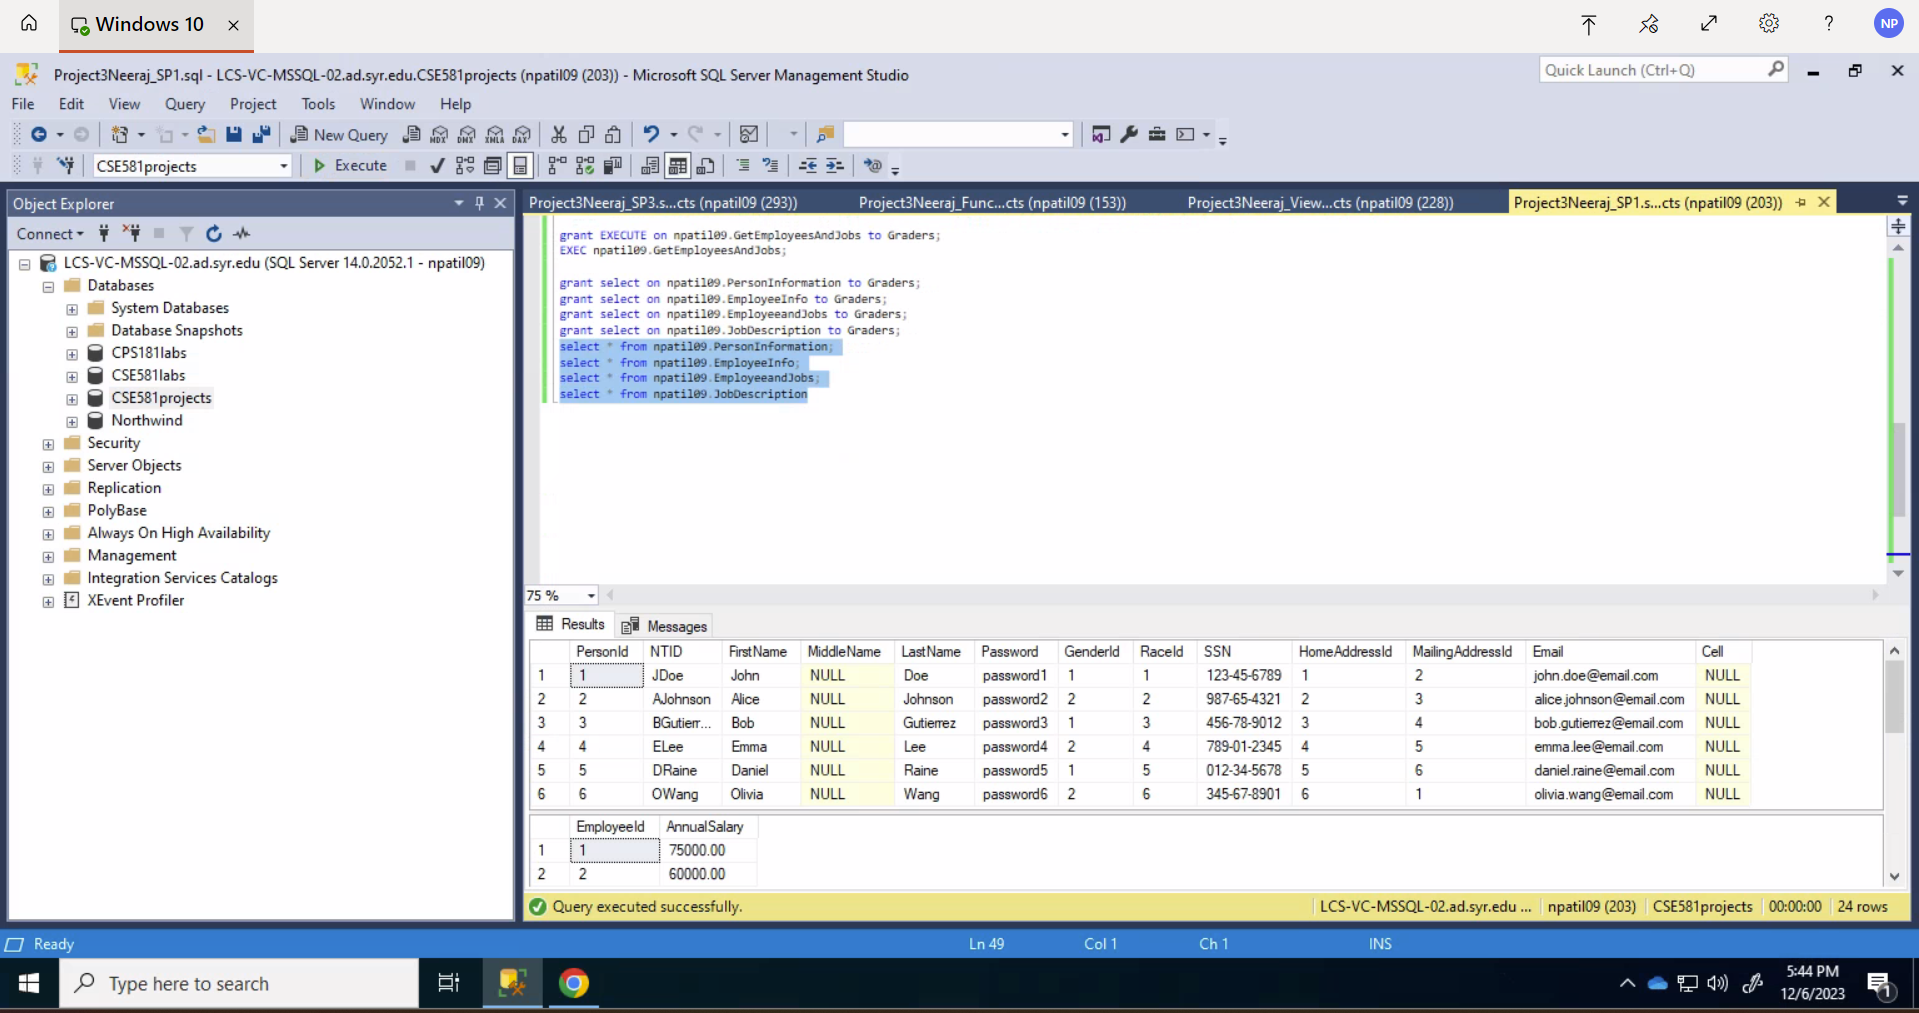 Windows 10 ×
? NP
Project3Neeraj_SP1.sql - LCS-VC-MSSQL-02.ad.syr.edu.CSE581projects (npatil09 (203)) - Microsoft SQL Server Management Studio
Quick Launch (Ctrl+Q)
File Edit View Query Project Tools Window Help
New Query MDX DMX XMLA DAX
CSE581projects Execute
Object Explorer
Project3Neeraj_SP3.s...cts (npatil09 (293)) Project3Neeraj_Func...cts (npatil09 (153)) Project3Neeraj_View...cts (npatil09 (228)) Project3Neeraj_SP1.s...cts (npatil09 (203))
Connect
LCS-VC-MSSQL-02.ad.syr.edu (SQL Server 14.0.2052.1 - npatil09)
Databases
System Databases
Database Snapshots
CPS181labs
CSE581labs
CSE581projects
Northwind
Security
Server Objects
Replication
PolyBase
Always On High Availability
Management
Integration Services Catalogs
XEvent Profiler
grant EXECUTE on npatil09.GetEmployeesAndJobs to Graders;
EXEC npatil09.GetEmployeesAndJobs;
grant select on npatil09.PersonInformation to Graders;
grant select on npatil09.EmployeeInfo to Graders;
grant select on npatil09.EmployeeandJobs to Graders;
grant select on npatil09.JobDescription to Graders;
select * from npatil09.PersonInformation;
select * from npatil09.EmployeeInfo;
select * from npatil09.EmployeeandJobs;
select * from npatil09.JobDescription
75 %
Results Messages
PersonId NTID FirstName MiddleName LastName Password GenderId RaceId SSN HomeAddressId MailingAddressId Email Cell
1 1 JDoe John NULL Doe password1 1 1 123-45-6789 1 2 john.doe@email.com NULL
2 2 AJohnson Alice NULL Johnson password2 2 2 987-65-4321 2 3 alice.johnson@email.com NULL
3 3 BGutierr... Bob NULL Gutierrez password3 1 3 456-78-9012 3 4 bob.gutierrez@email.com NULL
4 4 ELee Emma NULL Lee password4 2 4 789-01-2345 4 5 emma.lee@email.com NULL
5 5 DRaine Daniel NULL Raine password5 1 5 012-34-5678 5 6 daniel.raine@email.com NULL
6 6 OWang Olivia NULL Wang password6 2 6 345-67-8901 6 1 olivia.wang@email.com NULL
EmployeeId AnnualSalary
1 1 75000.00
2 2 60000.00
Query executed successfully. LCS-VC-MSSQL-02.ad.syr.edu ... npatil09 (203) CSE581projects 00:00:00 24 rows
Ready Ln 49 Col 1 Ch 1 INS
Type here to search
5:44 PM
12/6/2023
1